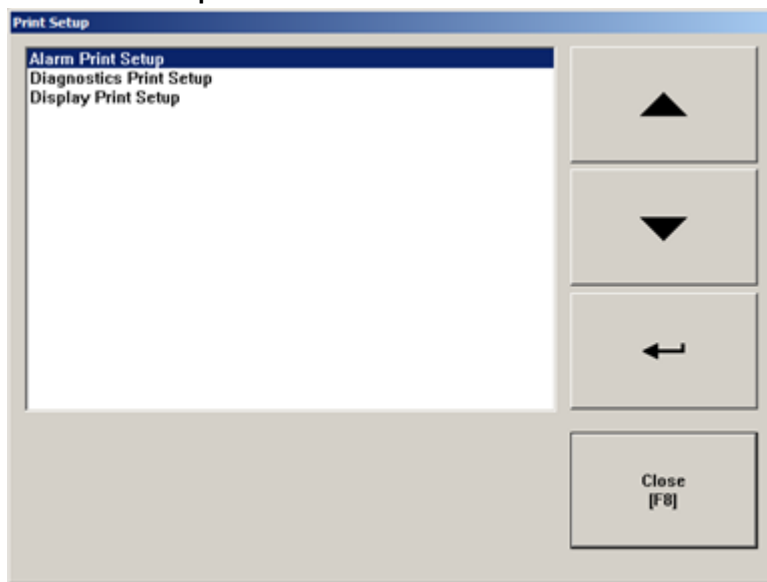 Print Setup
Alarm Print Setup
Diagnostics Print Setup
Display Print Setup
Close
[F8]